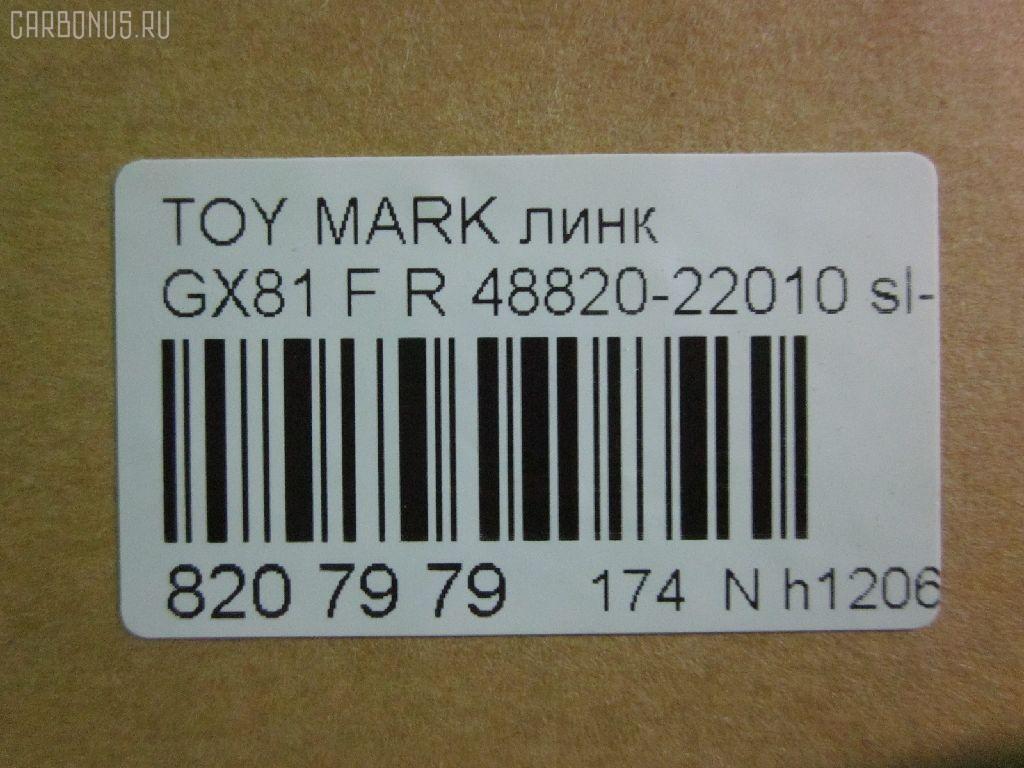 CARBONUS.RU
TOY MARK линк
GX81 F R 48820-22010 sl-
820 79 79 174 N h1206